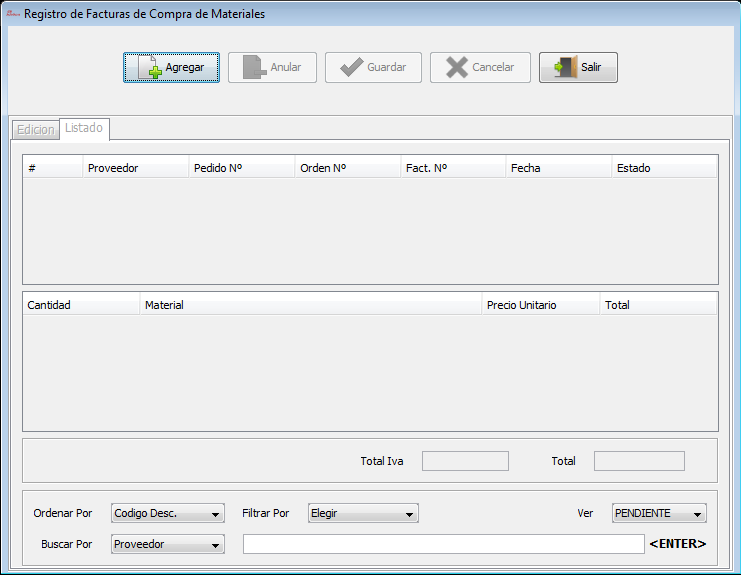 Registro de Facturas de Compra de Materiales
Agregar Anular Guardar Cancelar Salir
Edicion Listado
# Proveedor Pedido Nº Orden Nº Fact. Nº Fecha Estado
Cantidad Material Precio Unitario Total
Total Iva Total
Ordenar Por Codigo Desc. Filtrar Por Elegir Ver PENDIENTE
Buscar Por Proveedor <ENTER>